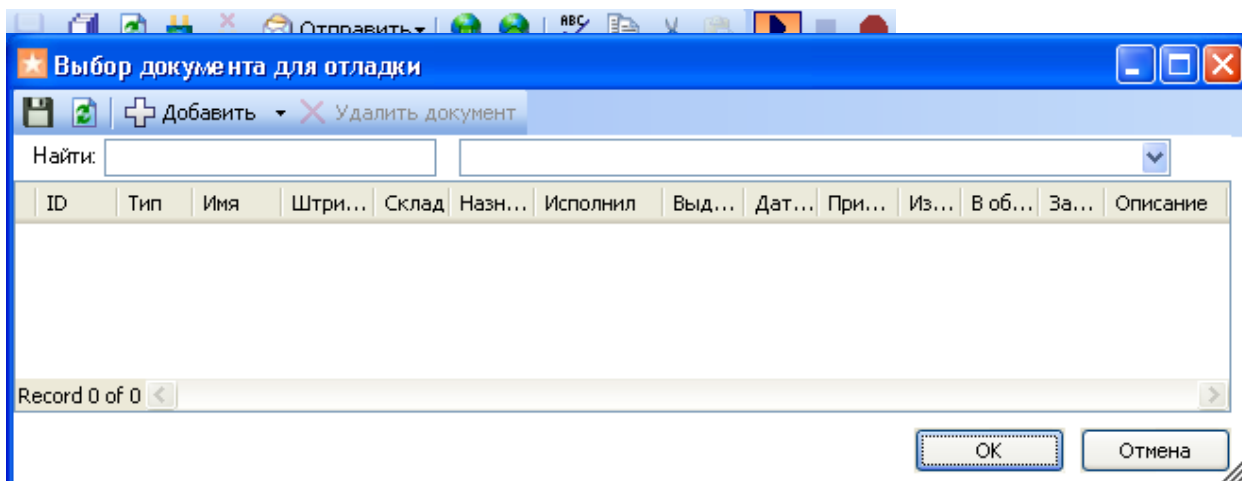 Отправить ABC
Выбор документа для отладки
Добавить Удалить документ
Найти:
ID Тип Имя Штри... Склад Назн... Исполнил Выд... Дат... При... Из... В об... За... Описание
Record 0 of 0
OK Отмена